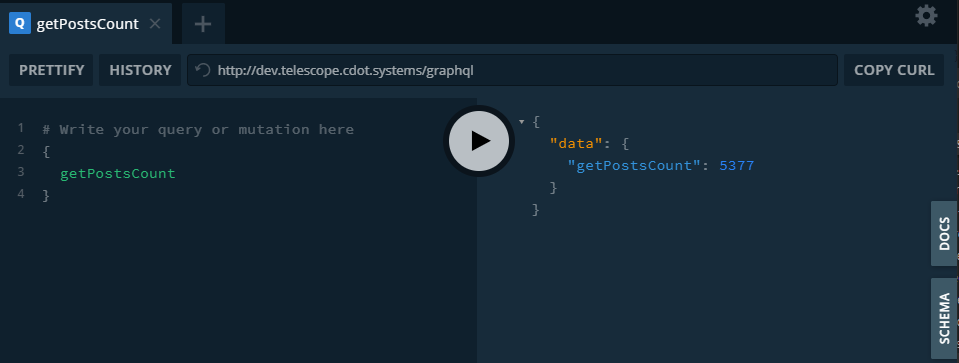 Q getPostsCount
PRETTIFY HISTORY http://dev.telescope.cdot.systems/graphql COPY CURL
1 # Write your query or mutation here
2 {
3 getPostsCount
4 }
{
"data": {
"getPostsCount": 5377
}
}
DOCS
SCHEMA